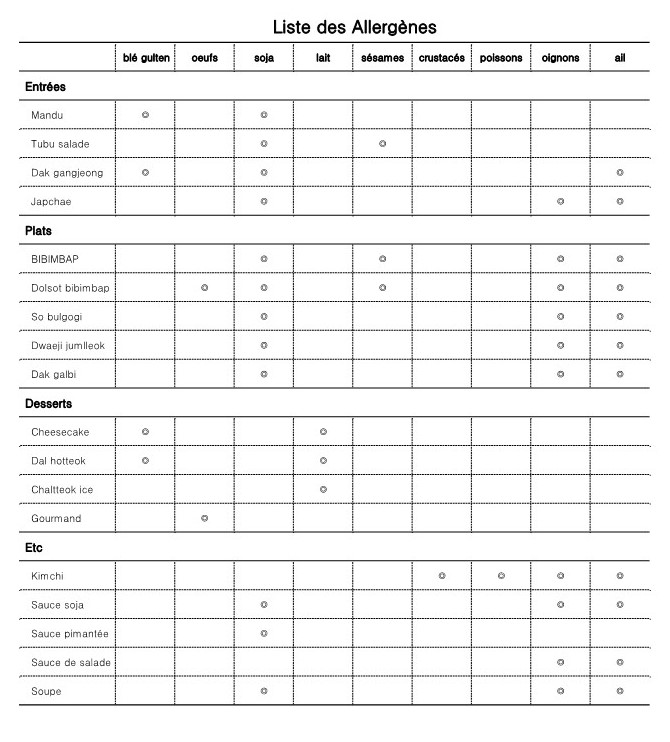 Liste des Allergènes
blé gulten oeufs soja lait sésames crustacés poissons oignons ail
Entrées
Mandu ◎ ◎
Tubu salade ◎ ◎
Dak gangjeong ◎ ◎ ◎
Japchae ◎ ◎ ◎
Plats
BIBIMBAP ◎ ◎ ◎ ◎
Dolsot bibimbap ◎ ◎ ◎ ◎ ◎
So bulgogi ◎ ◎ ◎
Dwaeji jumlleok ◎ ◎ ◎
Dak galbi ◎ ◎ ◎
Desserts
Cheesecake ◎ ◎
Dal hotteok ◎ ◎
Chaltteok ice ◎
Gourmand ◎
Etc
Kimchi ◎ ◎ ◎ ◎
Sauce soja ◎ ◎ ◎
Sauce pimantée ◎
Sauce de salade ◎ ◎
Soupe ◎ ◎ ◎